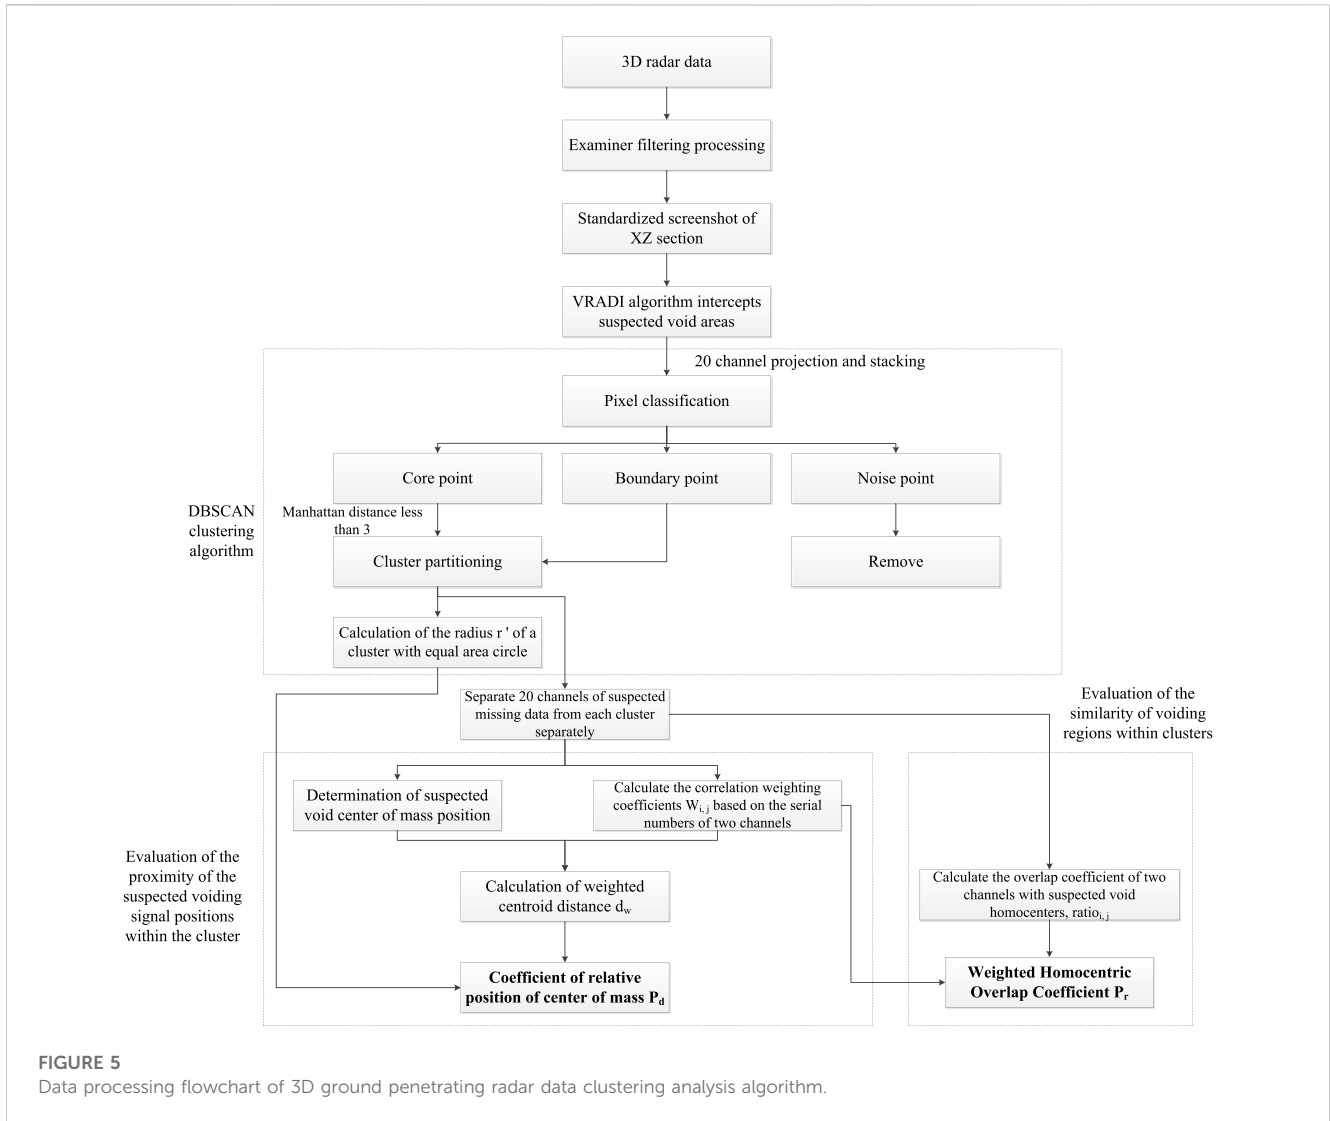 3D radar data
Examiner filtering processing
Standardized screenshot of
XZ section
VRADI algorithm intercepts
suspected void areas
20 channel projection and stacking
Pixel classification
Core point
Boundary point
Noise point
DBSCAN
clustering
algorithm
Manhattan distance less
than 3
Cluster partitioning
Remove
Calculation of the radius r ' of a
cluster with equal area circle
Separate 20 channels of suspected
missing data from each cluster
separately
Evaluation of the
similarity of voiding
regions within clusters
Determination of suspected
void center of mass position
Calculate the correlation weighting
coefficients Wi, j based on the serial
numbers of two channels
Evaluation of the
proximity of the
suspected voiding
signal positions
within the cluster
Calculation of weighted
centroid distance dw
Calculate the overlap coefficient of two
channels with suspected void
homocenters, ratioi, j
Coefficient of relative
position of center of mass Pd
Weighted Homocentric
Overlap Coefficient Pr
FIGURE 5
Data processing flowchart of 3D ground penetrating radar data clustering analysis algorithm.